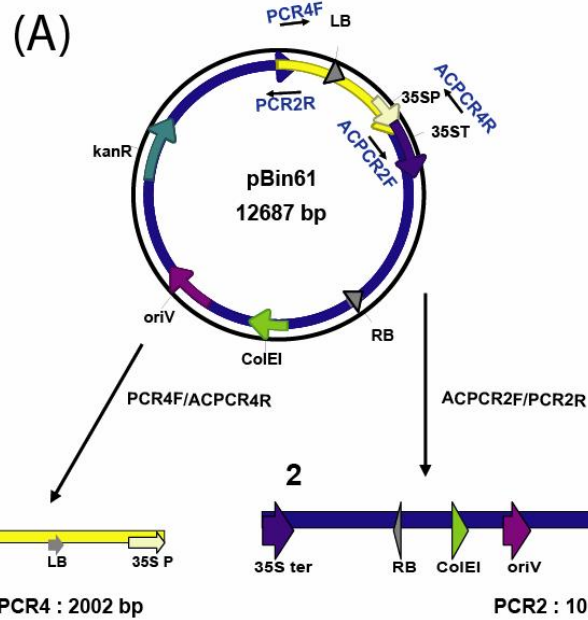 (A)
PCR4F
LB
PCR2R
35SP
ACPCR4R
35ST
ACPCR2F
kanR
pBin61
12687 bp
oriV
ColEI
RB
PCR4F/ACPCR4R
ACPCR2F/PCR2R
2
LB
35S P
35S ter
RB
ColEI
oriV
PCR4 : 2002 bp
PCR2 : 10